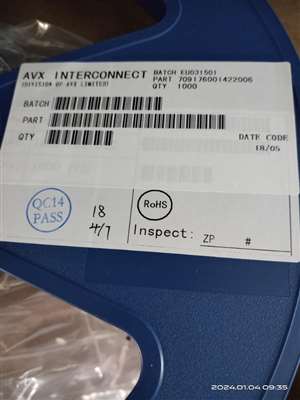 AVX INTERCONNECT
(DIVISION OF AVX LIMITED)
BATCH EU031501
PART 709176001422006
QTY 1000
BATCH
PART
QTY
DATE CODE
18/05
QC14
PASS
18
4/7
RoHS
Inspect: ZP #
2024.01.04 09:35